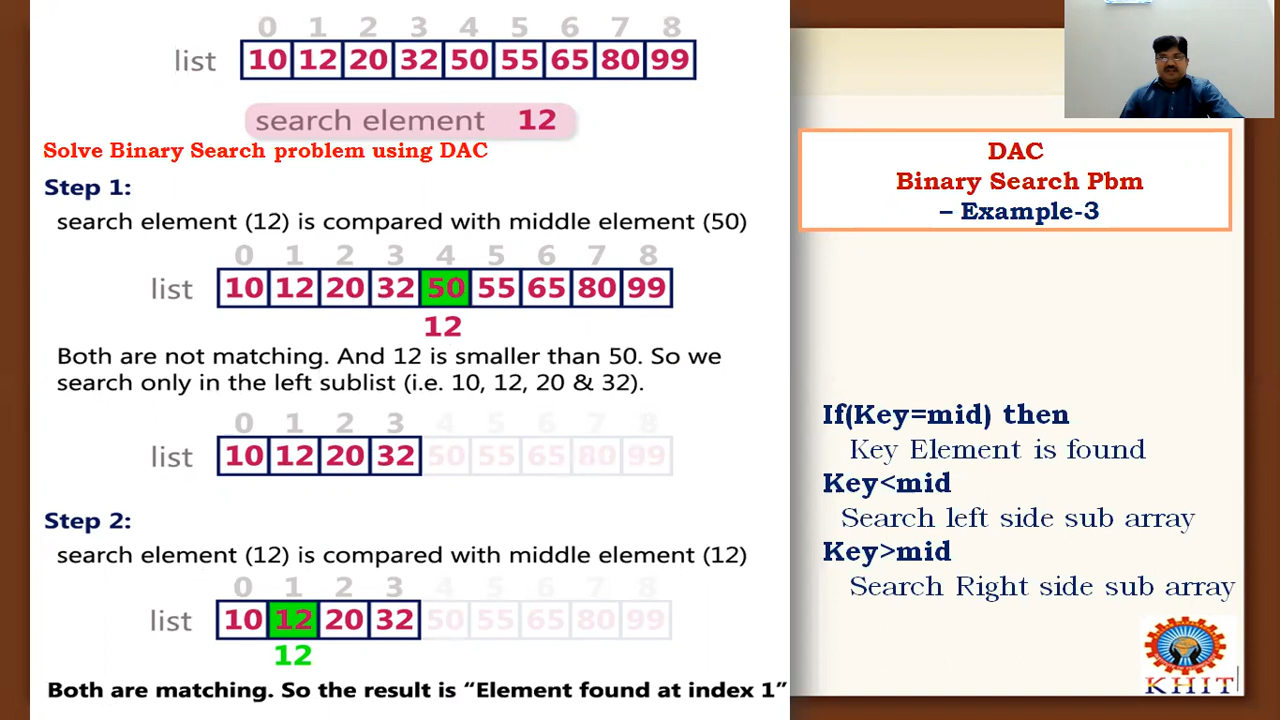 0 1 2 3 4 5 6 7 8
list 10 12 20 32 50 55 65 80 99
search element 12
Solve Binary Search problem using DAC
Step 1:
search element (12) is compared with middle element (50)
0 1 2 3 4 5 6 7 8
list 10 12 20 32 50 55 65 80 99
12
Both are not matching. And 12 is smaller than 50. So we
search only in the left sublist (i.e. 10, 12, 20 & 32).
0 1 2 3 4 5 6 7 8
list 10 12 20 32 50 55 65 80 99
Step 2:
search element (12) is compared with middle element (12)
0 1 2 3 4 5 6 7 8
list 10 12 20 32 50 55 65 80 99
12
Both are matching. So the result is “Element found at index 1”
DAC
Binary Search Pbm
– Example-3
If(Key=mid) then
Key Element is found
Key<mid
Search left side sub array
Key>mid
Search Right side sub array
KHIT